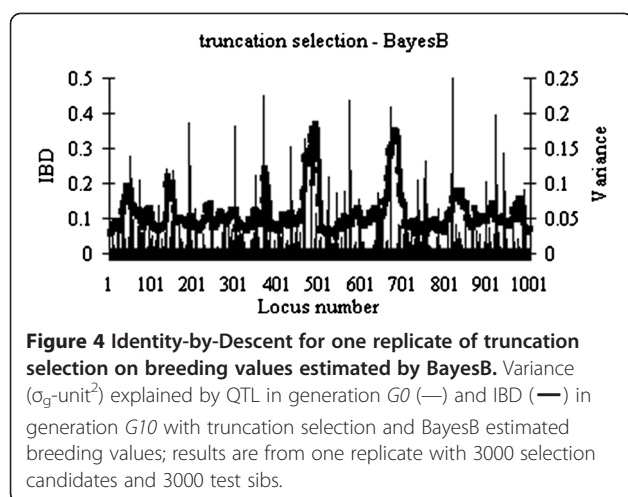 truncation selection - BayesB
0.5
0.4
0.3
0.2
0.1
0
IBD
0.25
0.2
0.15
0.1
0.05
0
Variance
1 101 201 301 401 501 601 701 801 901 1001
Locus number
Figure 4 Identity-by-Descent for one replicate of truncation
selection on breeding values estimated by BayesB. Variance
(σg-unit²) explained by QTL in generation G0 (—) and IBD (—) in
generation G10 with truncation selection and BayesB estimated
breeding values; results are from one replicate with 3000 selection
candidates and 3000 test sibs.